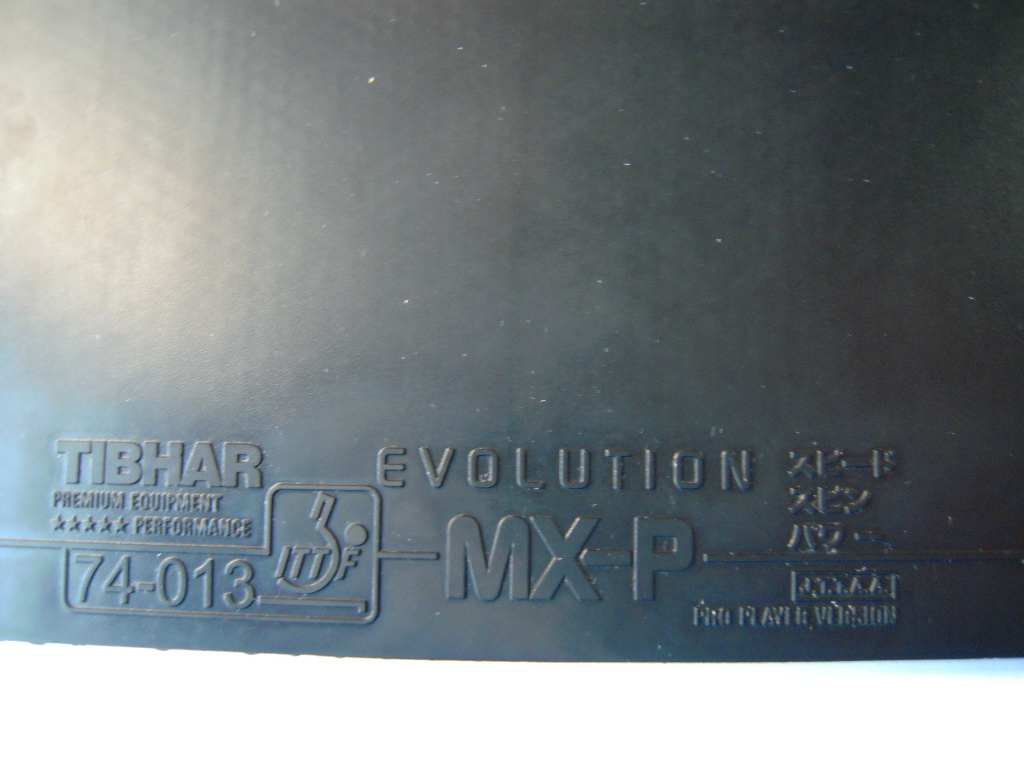 TIBHAR
PREMIUM EQUIPMENT
★★★★★ PERFORMANCE
74-013
ITTF
EVOLUTION
MX-P
スピード
スピン
パワー
J.T.T.A.A
PRO PLAYER VERSION